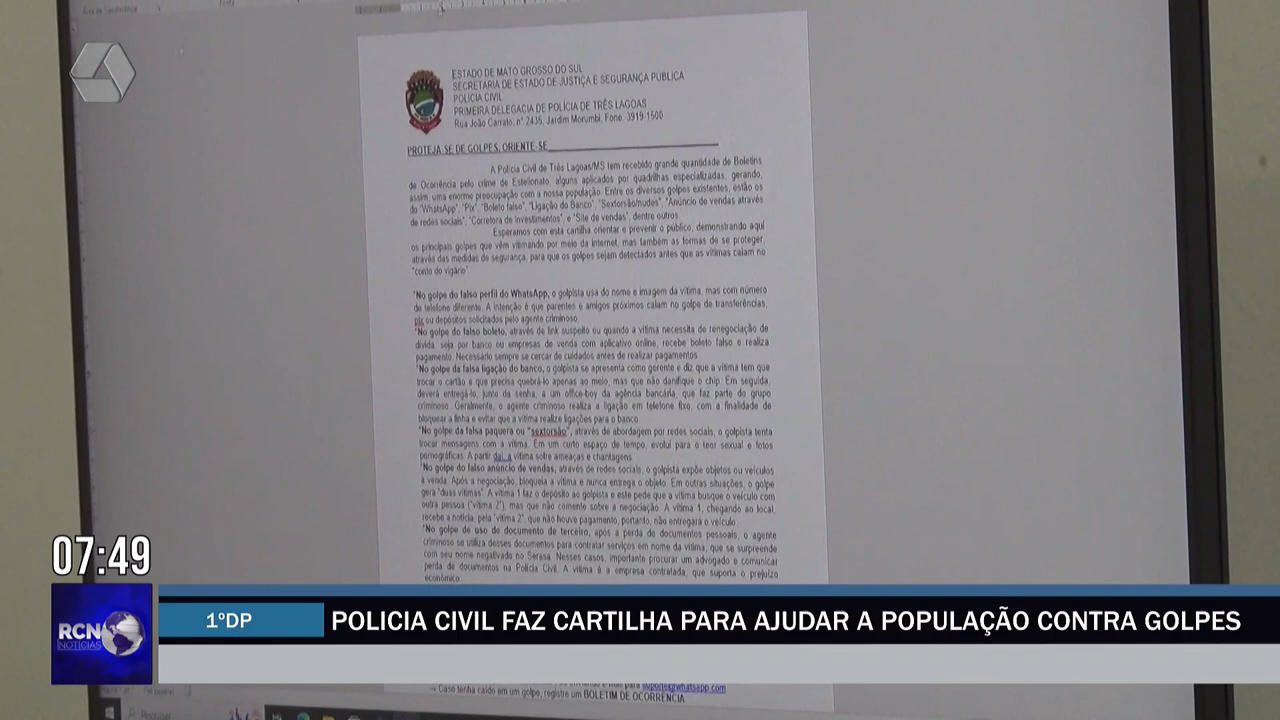 Área de Transferência
Fonte
ESTADO DE MATO GROSSO DO SUL
SECRETARIA DE ESTADO DE JUSTIÇA E SEGURANÇA PÚBLICA
POLÍCIA CIVIL
PRIMEIRA DELEGACIA DE POLÍCIA DE TRÊS LAGOAS
Rua João Carrato, nº 2435, Jardim Morumbi, Fone. 3919-1500
PROTEJA-SE DE GOLPES, ORIENTE-SE
A Polícia Civil de Três Lagoas/MS tem recebido grande quantidade de Boletins
de Ocorrência pelo crime de Estelionato, alguns aplicados por quadrilhas especializadas, gerando,
assim, uma enorme preocupação com a nossa população. Entre os diversos golpes existentes, estão os
do "WhatsApp", "Pix", "Boleto falso", "Ligação do Banco", "Sextorsão/nudes", "Anúncio de vendas através
de redes sociais", "Corretora de investimentos", e "Site de vendas", dentre outros.
Esperamos com esta cartilha orientar e prevenir o público, demonstrando aqui
os principais golpes que vêm vitimando por meio da internet, mas também as formas de se proteger,
através das medidas de segurança, para que os golpes sejam detectados antes que as vítimas caiam no
"conto do vigário"
*No golpe do falso perfil do WhatsApp, o golpista usa do nome e imagem da vítima, mas com número
de telefone diferente. A intenção é que parentes e amigos próximos caiam no golpe de transferências,
pix ou depósitos solicitados pelo agente criminoso.
*No golpe do falso boleto, através de link suspeito ou quando a vítima necessita de renegociação de
dívida, seja por banco ou empresas de venda com aplicativo online, recebe boleto falso e realiza
pagamento. Necessário sempre se cercar de cuidados antes de realizar pagamentos.
*No golpe da falsa ligação do banco, o golpista se apresenta como gerente e diz que a vítima tem que
trocar o cartão e que precisa quebrá-lo apenas ao meio, mas que não danifique o chip. Em seguida,
deverá entregá-lo, junto da senha, a um office-boy da agência bancária, que faz parte do grupo
criminoso. Geralmente, o agente criminoso realiza a ligação em telefone fixo, com a finalidade de
bloquear a linha e evitar que a vítima realize ligações para o banco
*No golpe da falsa paquera ou "sextorsão", através de abordagem por redes sociais, o golpista tenta
trocar mensagens com a vítima. Em um curto espaço de tempo, evolui para o teor sexual e fotos
pornográficas. A partir daí, a vítima sofre ameaças e chantagens.
*No golpe do falso anúncio de vendas, através de redes sociais, o golpista expõe objetos ou veículos
à venda. Após a negociação, bloqueia a vítima e nunca entrega o objeto. Em outras situações, o golpe
gera "duas vítimas". A vítima 1 faz o depósito ao golpista e este pede que a vítima busque o veículo com
outra pessoa ("vítima 2"), mas que não comente sobre a negociação. A vítima 1, chegando ao local,
recebe a notícia, pela "vítima 2", que não houve pagamento, portanto, não entregará o veículo.
*No golpe de uso de documento de terceiro, após a perda de documentos pessoais, o agente
criminoso se utiliza desses documentos para contratar serviços em nome da vítima, que se surpreende
com seu nome negativado no Serasa. Nesses casos, importante procurar um advogado e comunicar
perda de documentos na Polícia Civil. A vítima é a empresa contratada, que suporta o prejuízo
econômico.
07:49
RCN
NOTÍCIAS
1ºDP
POLICIA CIVIL FAZ CARTILHA PARA AJUDAR A POPULAÇÃO CONTRA GOLPES
para suporte@whatsapp.com
→ Caso tenha caído em um golpe, registre um BOLETIM DE OCORRÊNCIA
Pesquisar